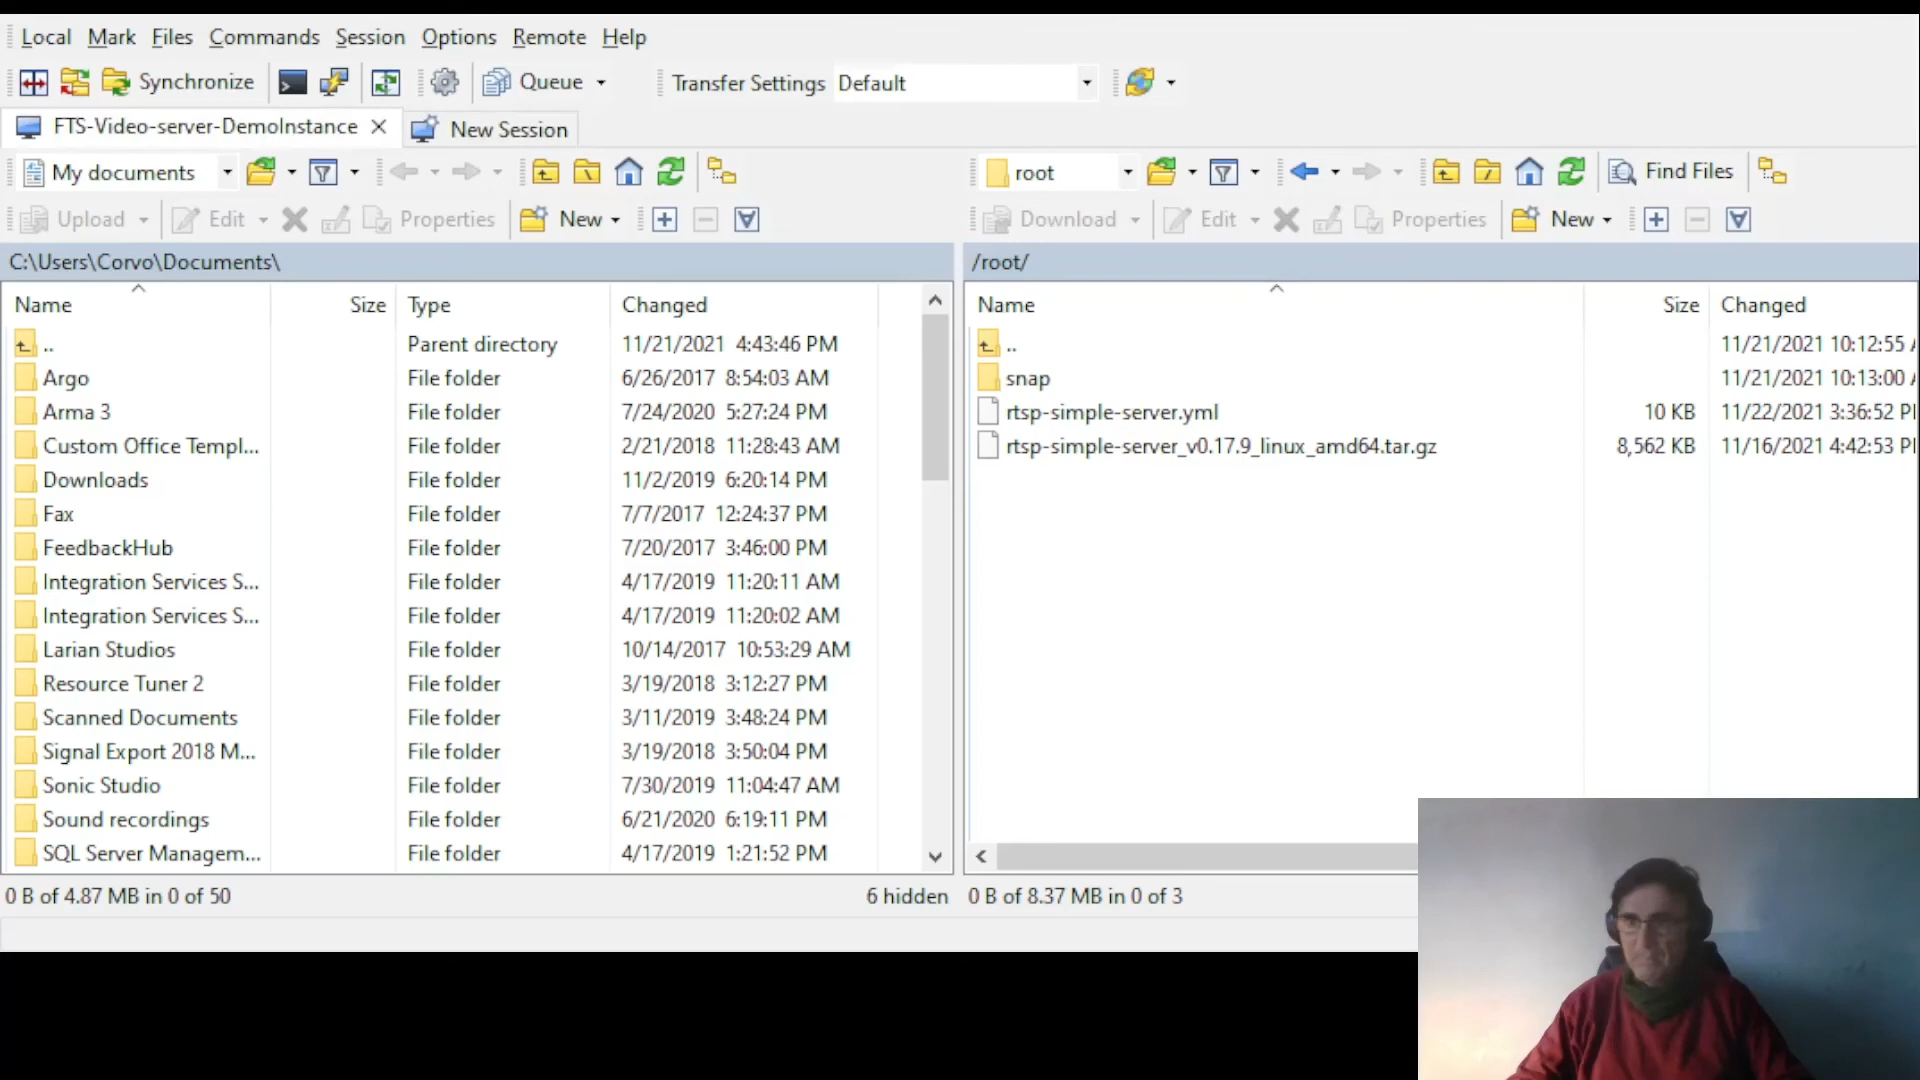 Local Mark Files Commands Session Options Remote Help
Synchronize Queue Transfer Settings Default
FTS-Video-server-DemoInstance New Session
My documents
Upload Edit Properties New
C:\Users\Corvo\Documents\
Name Size Type Changed
.. Parent directory 11/21/2021 4:43:46 PM
Argo File folder 6/26/2017 8:54:03 AM
Arma 3 File folder 7/24/2020 5:27:24 PM
Custom Office Templ... File folder 2/21/2018 11:28:43 AM
Downloads File folder 11/2/2019 6:20:14 PM
Fax File folder 7/7/2017 12:24:37 PM
FeedbackHub File folder 7/20/2017 3:46:00 PM
Integration Services S... File folder 4/17/2019 11:20:11 AM
Integration Services S... File folder 4/17/2019 11:20:02 AM
Larian Studios File folder 10/14/2017 10:53:29 AM
Resource Tuner 2 File folder 3/19/2018 3:12:27 PM
Scanned Documents File folder 3/11/2019 3:48:24 PM
Signal Export 2018 M... File folder 3/19/2018 3:50:04 PM
Sonic Studio File folder 7/30/2019 11:04:47 AM
Sound recordings File folder 6/21/2020 6:19:11 PM
SQL Server Managem... File folder 4/17/2019 1:21:52 PM
0 B of 4.87 MB in 0 of 50 6 hidden
root Find Files
Download Edit Properties New
/root/
Name Size Changed
.. 11/21/2021 10:12:55
snap 11/21/2021 10:13:00
rtsp-simple-server.yml 10 KB 11/22/2021 3:36:52
rtsp-simple-server_v0.17.9_linux_amd64.tar.gz 8,562 KB 11/16/2021 4:42:53
0 B of 8.37 MB in 0 of 3